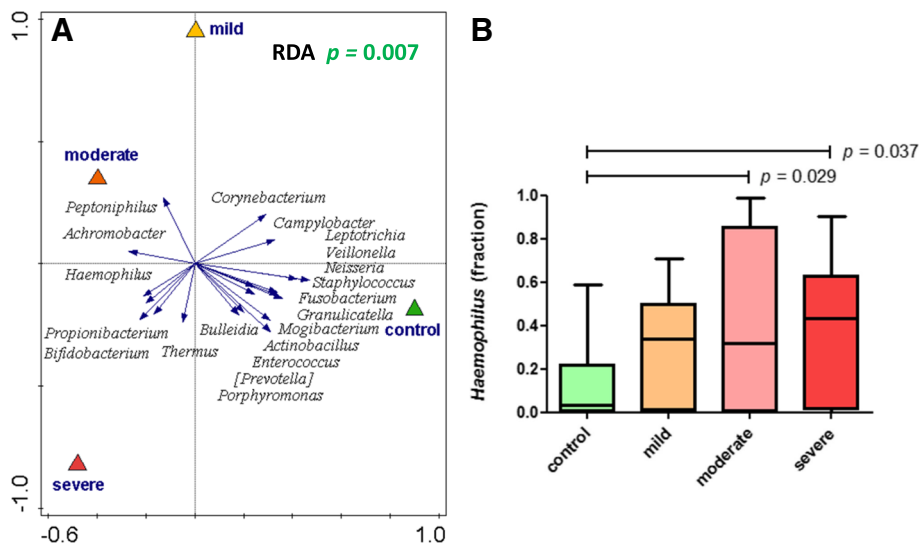 A
mild
RDA p = 0.007
1.0
moderate
Peptoniphilus
Corynebacterium
Achromobacter
Campylobacter
Leptotrichia
Veillonella
Haemophilus
Neisseria
Staphylococcus
Fusobacterium
Granulicatella
control
Propionibacterium
Bulleidia
Mogibacterium
Bifidobacterium
Thermus
Actinobacillus
Enterococcus
[Prevotella]
Porphyromonas
severe
-1.0
-0.6
1.0
B
p = 0.037
p = 0.029
Haemophilus (fraction)
1.0
0.8
0.6
0.4
0.2
0.0
control
mild
moderate
severe